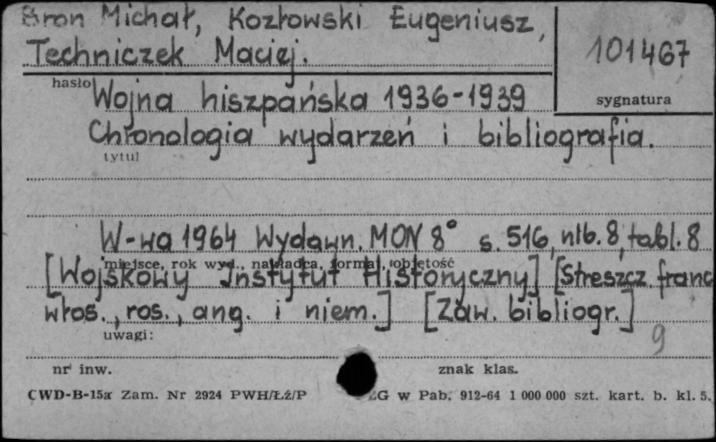 Bron Michał, Kozłowski Eugeniusz,
Techniczek Maciej.
101467
hasło
sygnatura
Wojna hiszpańska 1936-1939
Chronologia wydarzeń i bibliografia.
tytuł
W-wa 1964 Wydawn. MON 8° s. 516, nlb. 8, tabl. 8
miejsce, rok wyd., nakładca, format, objętość
[Wojskowy Instytut Historyczny] [Streszcz. franc
włos., ros., ang. i niem.] [Zaw. bibliogr.]
uwagi:
9
nr inw.
znak klas.
CWD-B-15a Zam. Nr 2924 PWH/Łż/P ZG w Pab. 912-64 1 000 000 szt. kart. b. kl. 5.